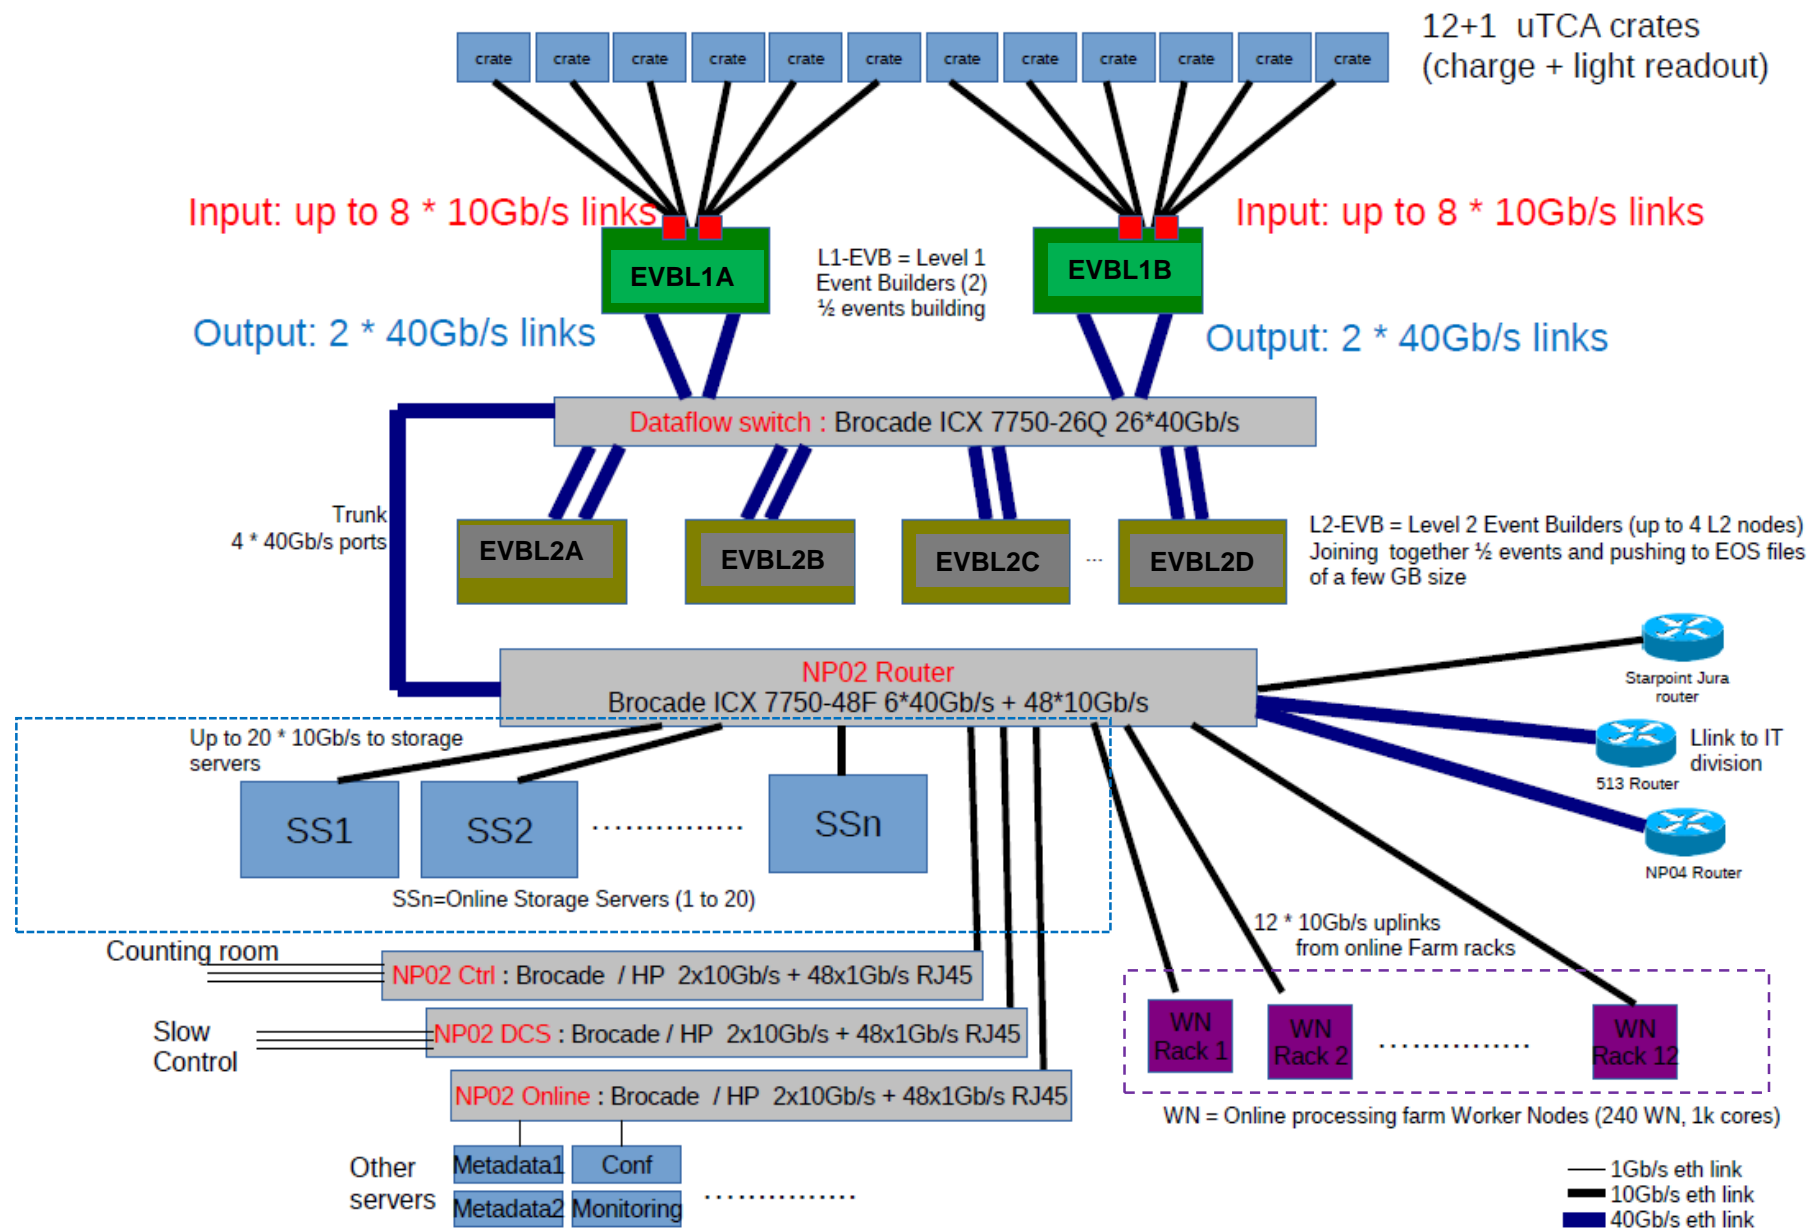 12+1 uTCA crates
(charge + light readout)
crate crate crate crate crate crate crate crate crate crate crate crate
Input: up to 8 * 10Gb/s links
Input: up to 8 * 10Gb/s links
EVBL1A
L1-EVB = Level 1
Event Builders (2)
½ events building
EVBL1B
Output: 2 * 40Gb/s links
Output: 2 * 40Gb/s links
Dataflow switch : Brocade ICX 7750-26Q 26*40Gb/s
Trunk
4 * 40Gb/s ports
EVBL2A
EVBL2B
EVBL2C
...
EVBL2D
L2-EVB = Level 2 Event Builders (up to 4 L2 nodes)
Joining together ½ events and pushing to EOS files
of a few GB size
NP02 Router
Brocade ICX 7750-48F 6*40Gb/s + 48*10Gb/s
Starpoint Jura
router
513 Router
Llink to IT
division
NP04 Router
Up to 20 * 10Gb/s to storage
servers
SS1
SS2
...............
SSn
SSn=Online Storage Servers (1 to 20)
12 * 10Gb/s uplinks
from online Farm racks
Counting room
NP02 Ctrl : Brocade / HP 2x10Gb/s + 48x1Gb/s RJ45
Slow
Control
NP02 DCS : Brocade / HP 2x10Gb/s + 48x1Gb/s RJ45
NP02 Online : Brocade / HP 2x10Gb/s + 48x1Gb/s RJ45
WN
Rack 1
WN
Rack 2
...............
WN
Rack 12
WN = Online processing farm Worker Nodes (240 WN, 1k cores)
Other
servers
Metadata1
Conf
Metadata2
Monitoring
...............
1Gb/s eth link
10Gb/s eth link
40Gb/s eth link